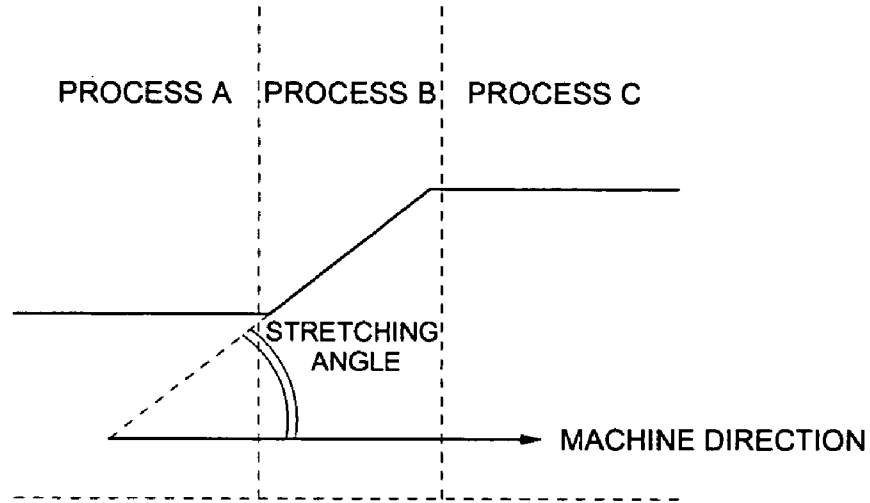 PROCESS A
PROCESS B
PROCESS C
STRETCHING
ANGLE
MACHINE DIRECTION